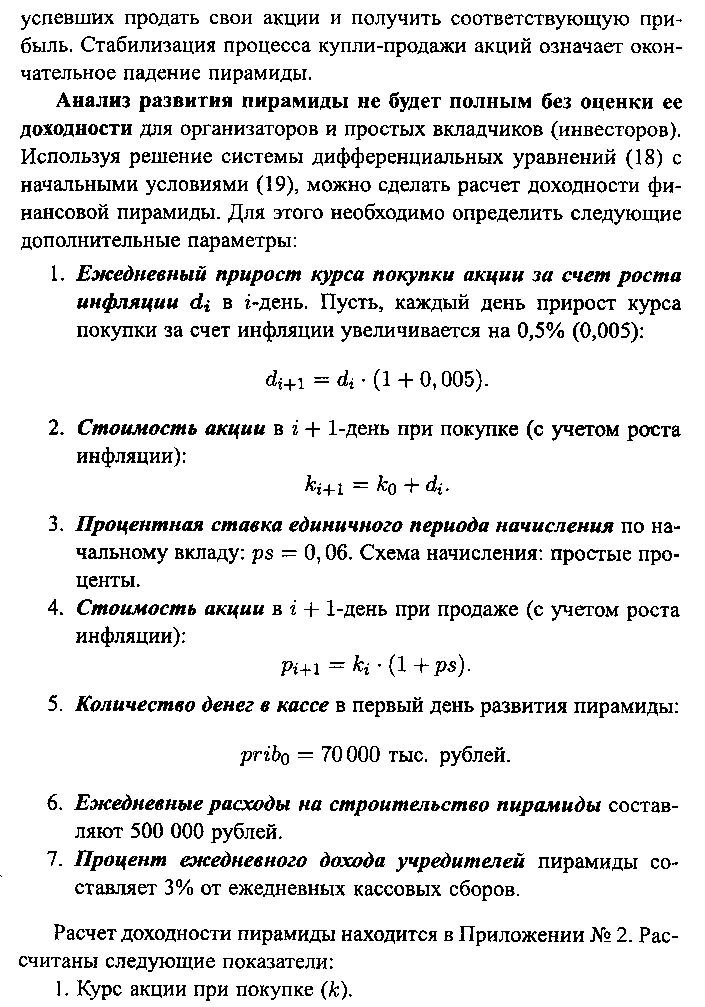 успевших продать свои акции и получить соответствующую при-
быль. Стабилизация процесса купли-продажи акций означает окон-
чательное падение пирамиды.
Анализ развития пирамиды не будет полным без оценки ее
доходности для организаторов и простых вкладчиков (инвесторов).
Используя решение системы дифференциальных уравнений (18) с
начальными условиями (19), можно сделать расчет доходности фи-
нансовой пирамиды. Для этого необходимо определить следующие
дополнительные параметры:
1. Ежедневный прирост курса покупки акции за счет роста
инфляции dᵢ в i-день. Пусть, каждый день прирост курса
покупки за счет инфляции увеличивается на 0,5% (0,005):
dᵢ₊₁ = dᵢ · (1 + 0,005).
2. Стоимость акции в i + 1-день при покупке (с учетом роста
инфляции):
kᵢ₊₁ = k₀ + dᵢ.
3. Процентная ставка единичного периода начисления по на-
чальному вкладу: ps = 0,06. Схема начисления: простые про-
центы.
4. Стоимость акции в i + 1-день при продаже (с учетом роста
инфляции):
pᵢ₊₁ = kᵢ · (1 + ps).
5. Количество денег в кассе в первый день развития пирамиды:
prib₀ = 70 000 тыс. рублей.
6. Ежедневные расходы на строительство пирамиды состав-
ляют 500 000 рублей.
7. Процент ежедневного дохода учредителей пирамиды со-
ставляет 3% от ежедневных кассовых сборов.
Расчет доходности пирамиды находится в Приложении № 2. Рас-
считаны следующие показатели:
1. Курс акции при покупке (k).